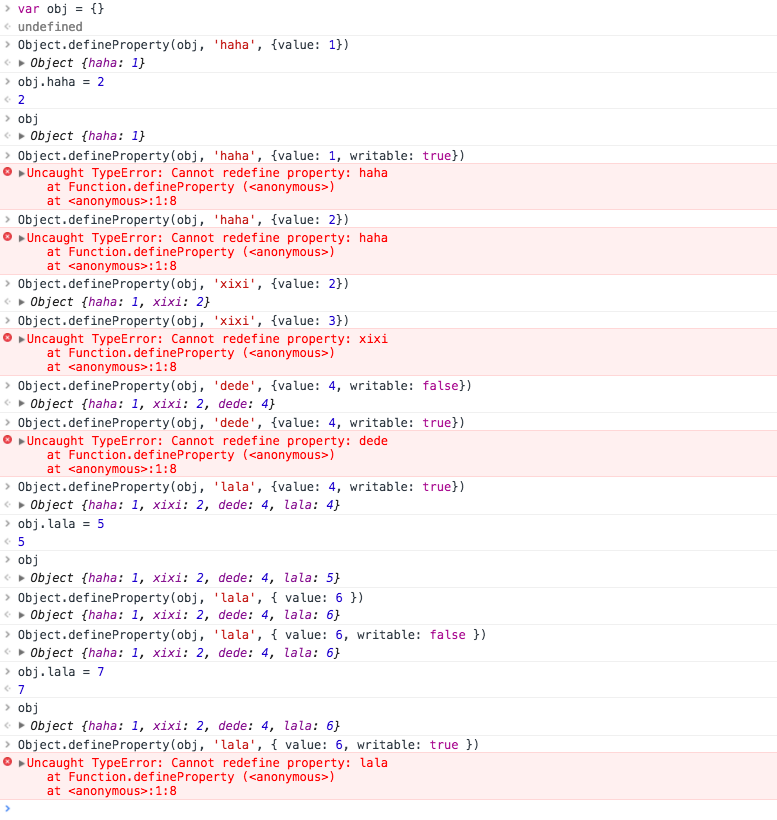 var obj = {}
undefined
Object.defineProperty(obj, 'haha', {value: 1})
Object {haha: 1}
obj.haha = 2
2
obj
Object {haha: 1}
Object.defineProperty(obj, 'haha', {value: 1, writable: true})
Uncaught TypeError: Cannot redefine property: haha
at Function.defineProperty (<anonymous>)
at <anonymous>:1:8
Object.defineProperty(obj, 'haha', {value: 2})
Uncaught TypeError: Cannot redefine property: haha
at Function.defineProperty (<anonymous>)
at <anonymous>:1:8
Object.defineProperty(obj, 'xixi', {value: 2})
Object {haha: 1, xixi: 2}
Object.defineProperty(obj, 'xixi', {value: 3})
Uncaught TypeError: Cannot redefine property: xixi
at Function.defineProperty (<anonymous>)
at <anonymous>:1:8
Object.defineProperty(obj, 'dede', {value: 4, writable: false})
Object {haha: 1, xixi: 2, dede: 4}
Object.defineProperty(obj, 'dede', {value: 4, writable: true})
Uncaught TypeError: Cannot redefine property: dede
at Function.defineProperty (<anonymous>)
at <anonymous>:1:8
Object.defineProperty(obj, 'lala', {value: 4, writable: true})
Object {haha: 1, xixi: 2, dede: 4, lala: 4}
obj.lala = 5
5
obj
Object {haha: 1, xixi: 2, dede: 4, lala: 5}
Object.defineProperty(obj, 'lala', { value: 6 })
Object {haha: 1, xixi: 2, dede: 4, lala: 6}
Object.defineProperty(obj, 'lala', { value: 6, writable: false })
Object {haha: 1, xixi: 2, dede: 4, lala: 6}
obj.lala = 7
7
obj
Object {haha: 1, xixi: 2, dede: 4, lala: 6}
Object.defineProperty(obj, 'lala', { value: 6, writable: true })
Uncaught TypeError: Cannot redefine property: lala
at Function.defineProperty (<anonymous>)
at <anonymous>:1:8